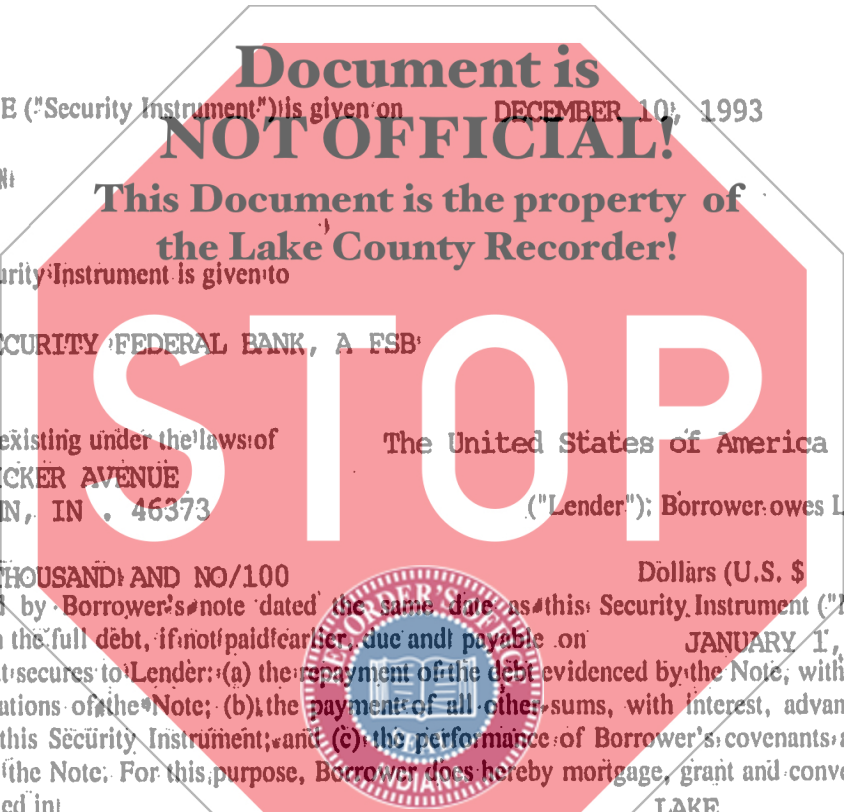 Document is
E ("Security Instrument") is given on DECEMBER 10, 1993
NOT OFFICIAL!
This Document is the property of
the Lake County Recorder!
urity Instrument is given to
STOP
CURITY FEDERAL BANK, A FSB
existing under the laws of The United States of America
CKER AVENUE
N, IN . 46373 ("Lender"). Borrower owes L
THOUSAND AND NO/100 Dollars (U.S. $
by Borrower's note dated the same date as this Security Instrument ("
the full debt, if not paid earlier, due and payable on JANUARY 1,
RECORDER'S OFFICE
t secures to Lender: (a) the repayment of the debt evidenced by the Note, with
ations of the Note; (b) the payment of all other sums, with interest, advan
this Security Instrument; and (c) the performance of Borrower's covenants a
the Note. For this purpose, Borrower does hereby mortgage, grant and conve
INDIANA
ed in LAKE